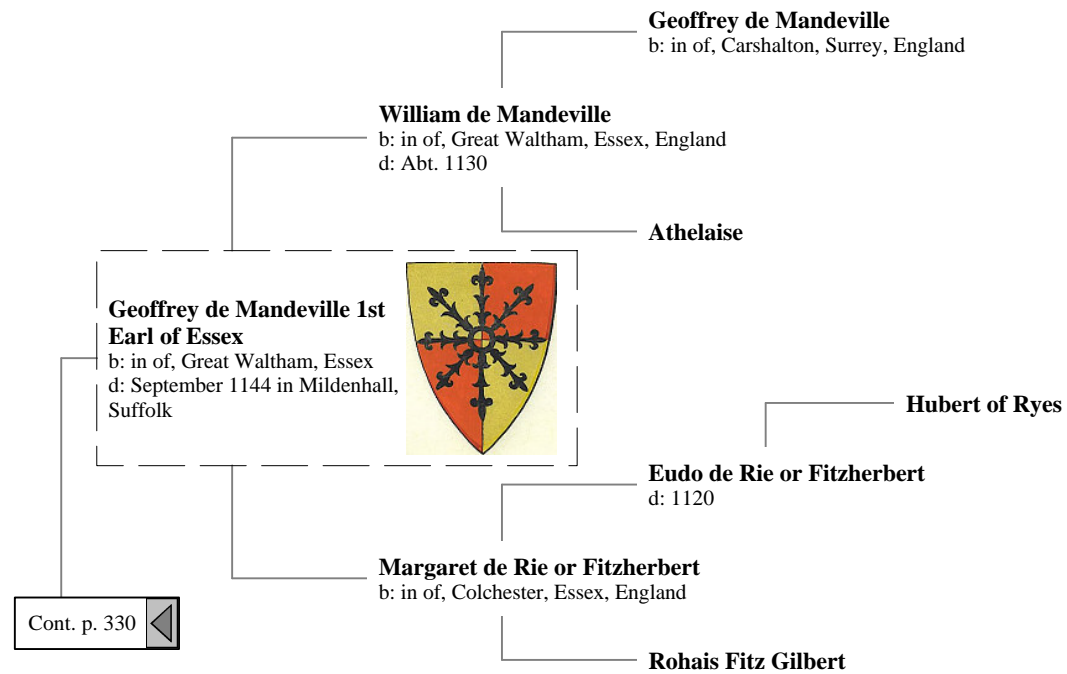 Geoffrey de Mandeville
b: in of, Carshalton, Surrey, England
William de Mandeville
b: in of, Great Waltham, Essex, England
d: Abt. 1130
Athelaise
Geoffrey de Mandeville 1st
Earl of Essex
b: in of, Great Waltham, Essex
d: September 1144 in Mildenhall,
Suffolk
Hubert of Ryes
Eudo de Rie or Fitzherbert
d: 1120
Margaret de Rie or Fitzherbert
b: in of, Colchester, Essex, England
Cont. p. 330
Rohais Fitz Gilbert